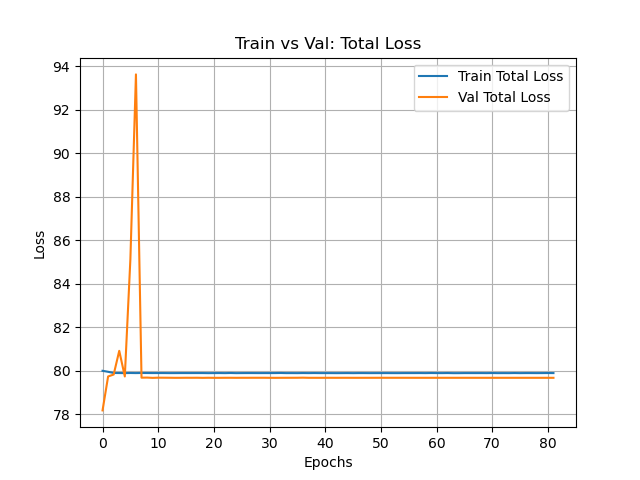 Train vs Val: Total Loss
Train Total Loss
Val Total Loss
94
92
90
88
86
84
82
80
78
Loss
0 10 20 30 40 50 60 70 80
Epochs